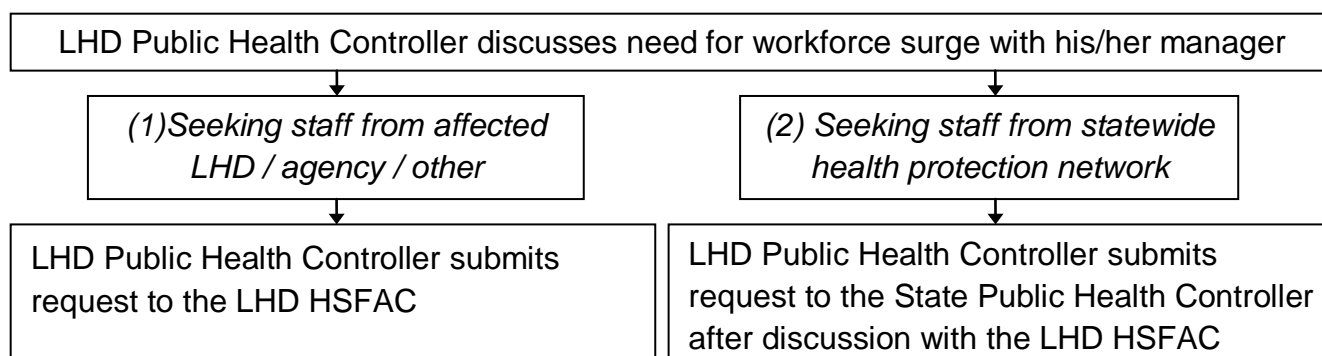 LHD Public Health Controller discusses need for workforce surge with his/her manager
(1)Seeking staff from affected
LHD / agency / other
(2) Seeking staff from statewide
health protection network
LHD Public Health Controller submits
request to the LHD HSFAC
LHD Public Health Controller submits
request to the State Public Health Controller
after discussion with the LHD HSFAC